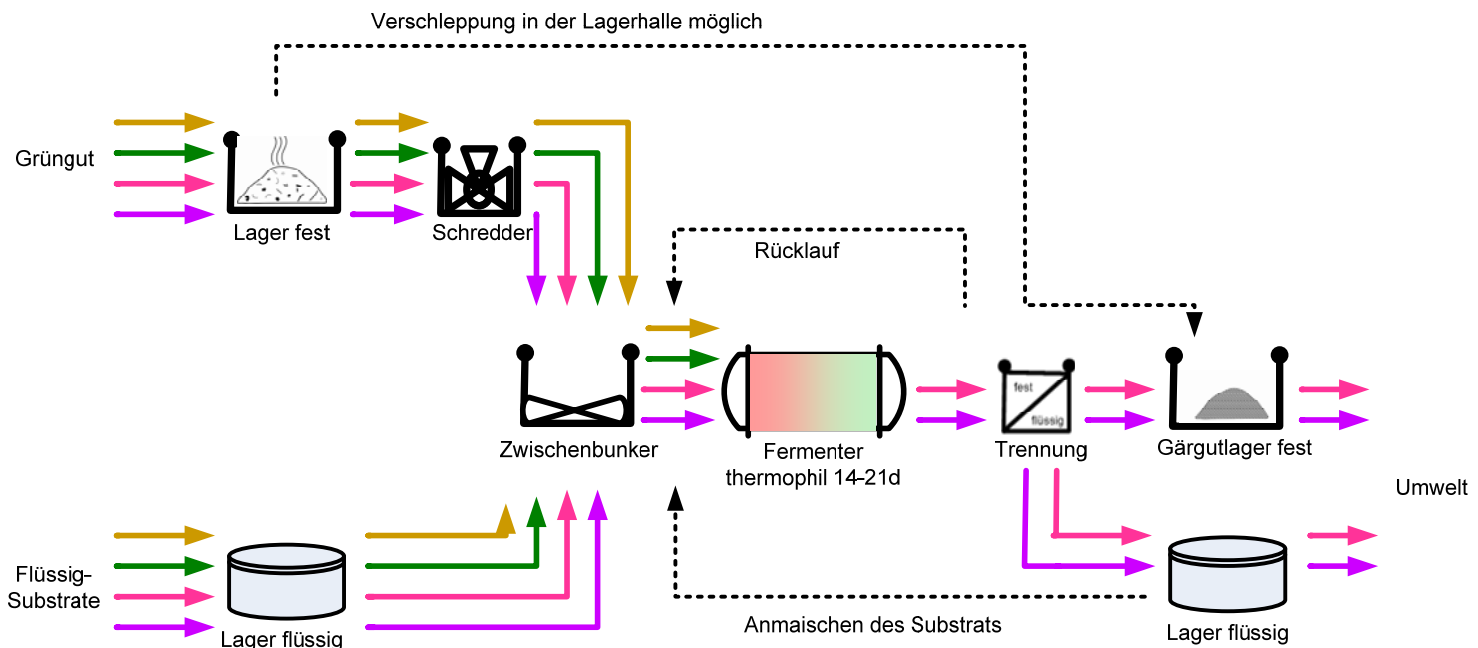 Verschleppung in der Lagerhalle möglich
Grüngut
Lager fest
Schredder
Rücklauf
Zwischenbunker
Fermenter
thermophil 14–21d
fest
flüssig
Trennung
Gärgutlager fest
Umwelt
Flüssig–
Substrate
Lager flüssig
Anmaischen des Substrats
Lager flüssig